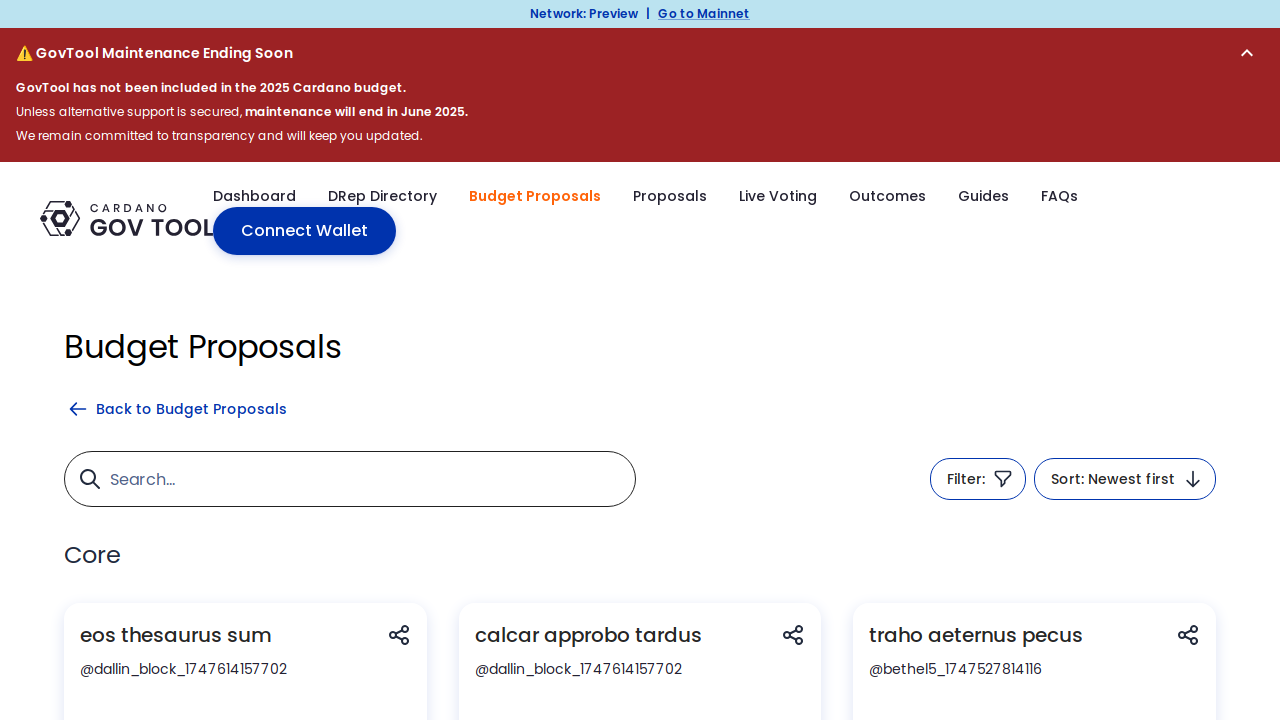 Network: Preview | Go to Mainnet
⚠️ GovTool Maintenance Ending Soon
GovTool has not been included in the 2025 Cardano budget.
Unless alternative support is secured, maintenance will end in June 2025.
We remain committed to transparency and will keep you updated.
CARDANO
GOV TOOL
Dashboard DRep Directory Budget Proposals Proposals Live Voting Outcomes Guides FAQs
Connect Wallet
Budget Proposals
Back to Budget Proposals
Search...
Filter:
Sort: Newest first
Core
eos thesaurus sum
@dallin_block_1747614157702
calcar approbo tardus
@dallin_block_1747614157702
traho aeternus pecus
@bethel5_1747527814116